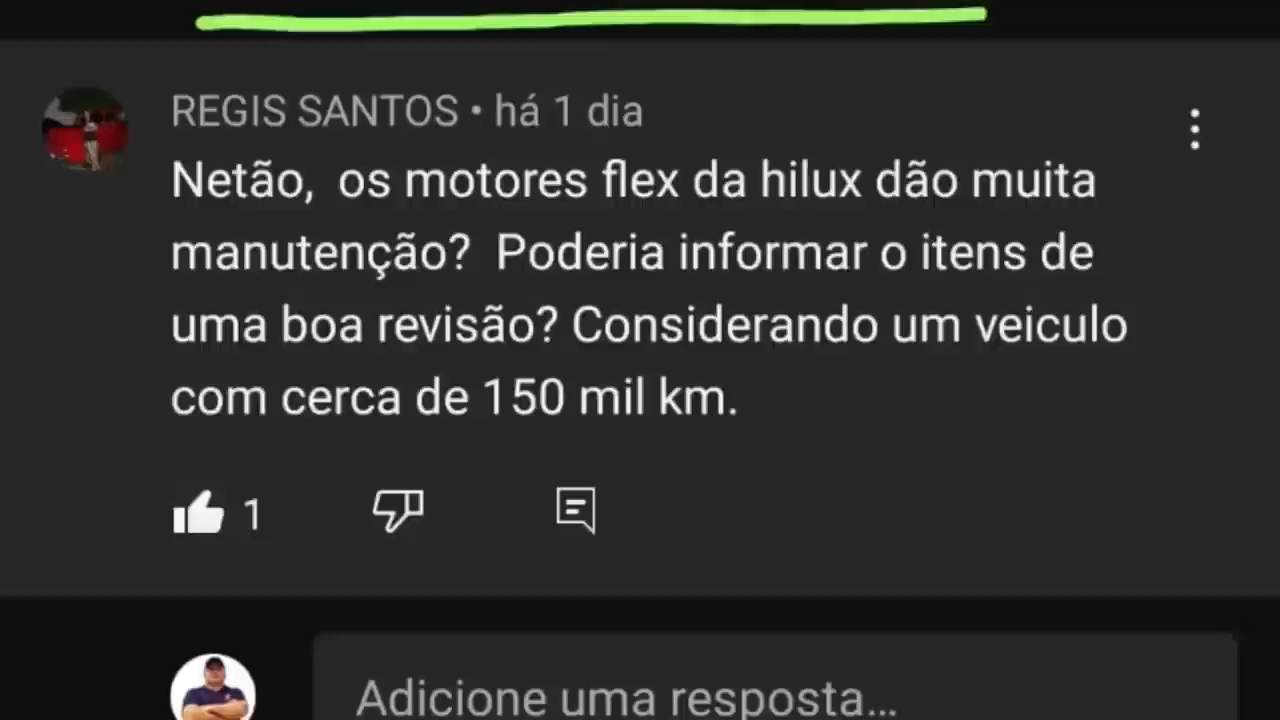 REGIS SANTOS • há 1 dia
Netão,  os motores flex da hilux dão muita
manutenção?  Poderia informar o itens de
uma boa revisão? Considerando um veiculo
com cerca de 150 mil km.
1
Adicione uma resposta...